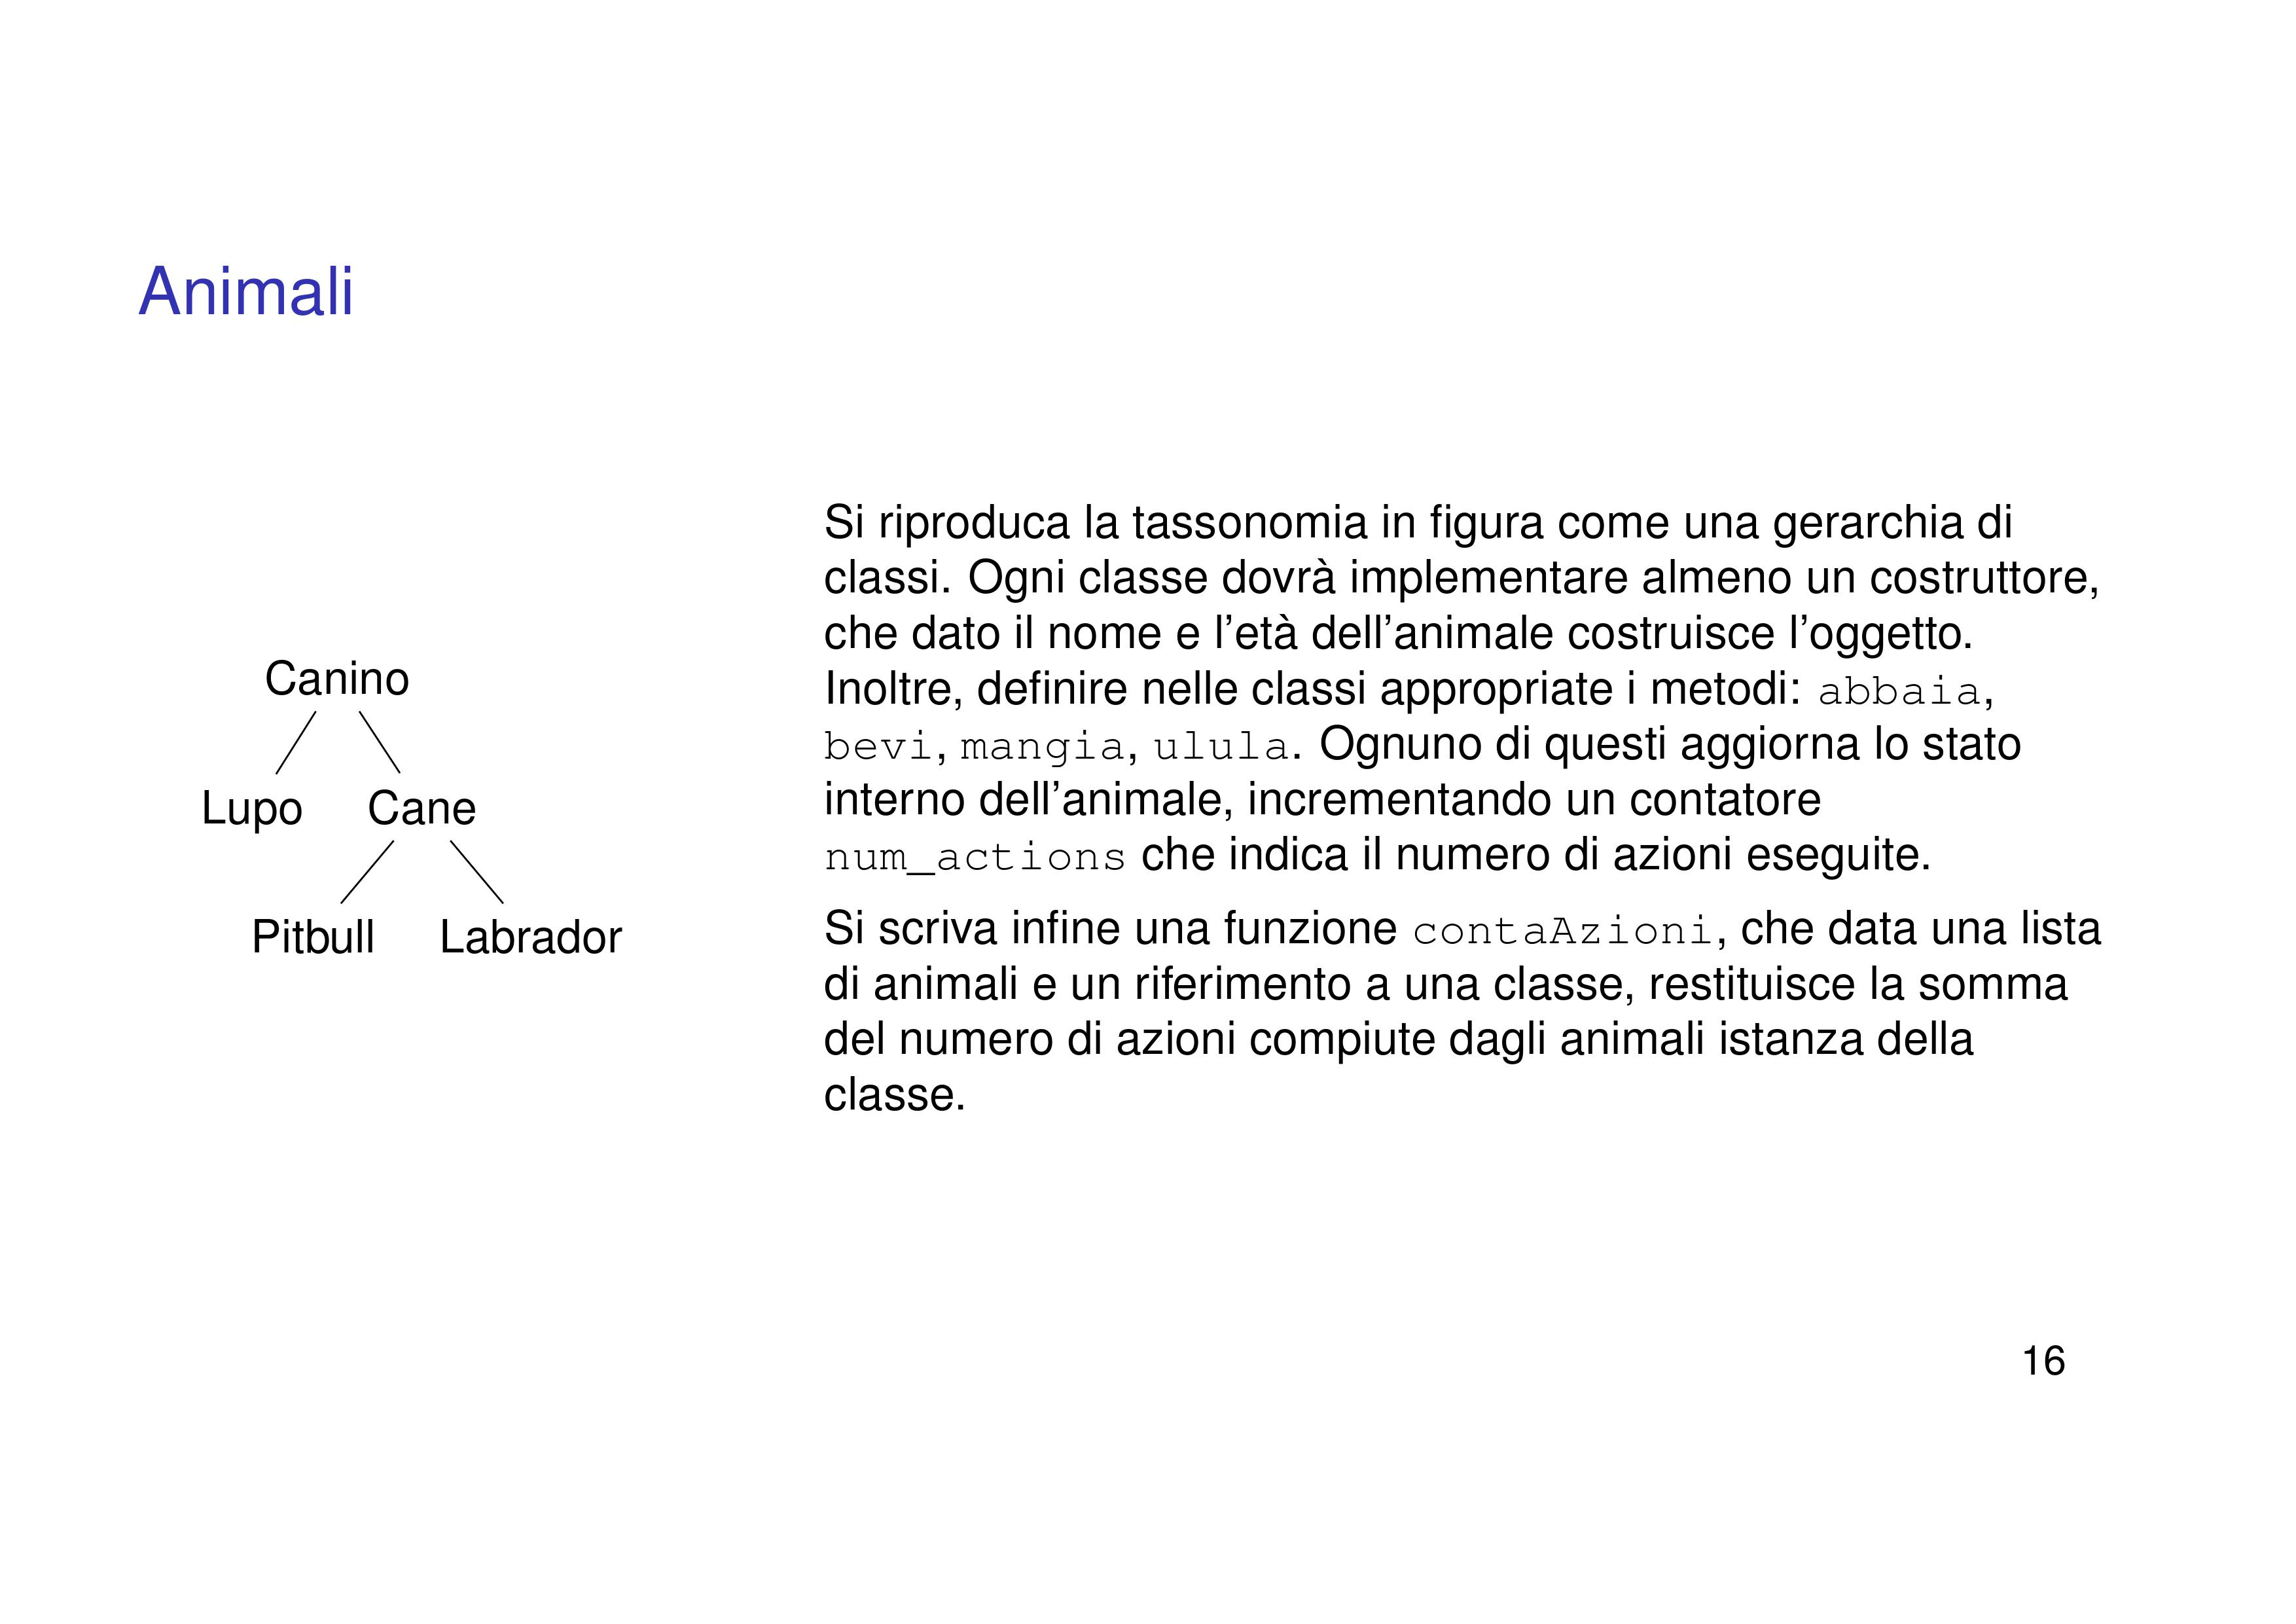 Animali
Canino
Lupo Cane
Pitbull Labrador
Si riproduca la tassonomia in figura come una gerarchia di
classi. Ogni classe dovrà implementare almeno un costruttore,
che dato il nome e l'età dell'animale costruisce l'oggetto.
Inoltre, definire nelle classi appropriate i metodi: abbaia,
bevi, mangia, ulula. Ognuno di questi aggiorna lo stato
interno dell'animale, incrementando un contatore
num_actions che indica il numero di azioni eseguite.
Si scriva infine una funzione contaAzioni, che data una lista
di animali e un riferimento a una classe, restituisce la somma
del numero di azioni compiute dagli animali istanza della
classe.
16